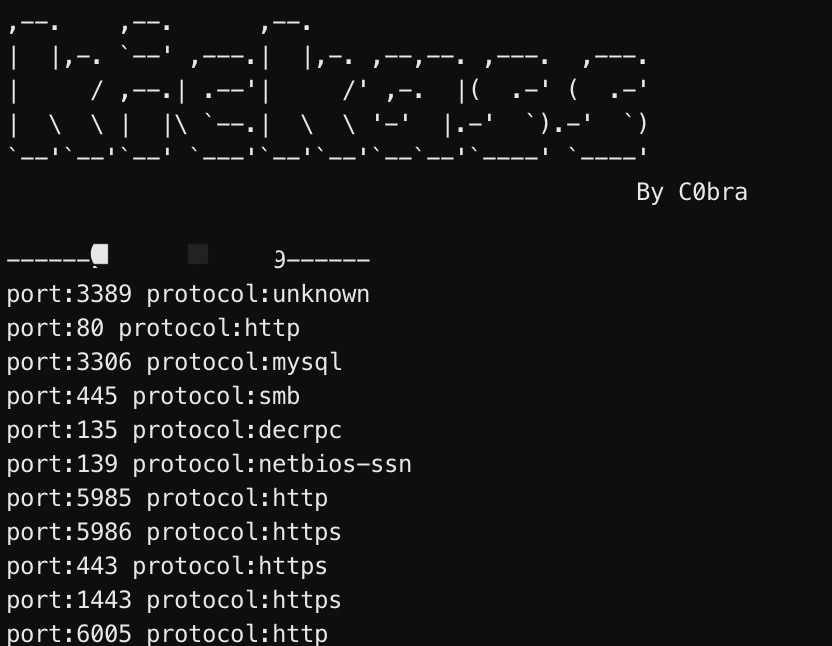 kickass
By C0bra
9------
port:3389 protocol:unknown
port:80 protocol:http
port:3306 protocol:mysql
port:445 protocol:smb
port:135 protocol:decrpc
port:139 protocol:netbios-ssn
port:5985 protocol:http
port:5986 protocol:https
port:443 protocol:https
port:1443 protocol:https
port:6005 protocol:http